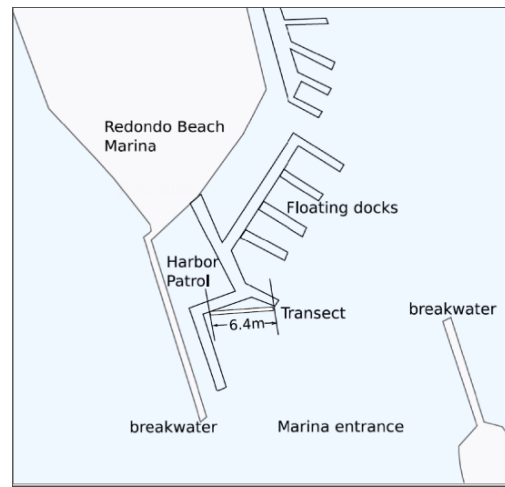 Redondo Beach
Marina
Floating docks
Harbor
Patrol
Transect
6.4m
breakwater
breakwater
Marina entrance